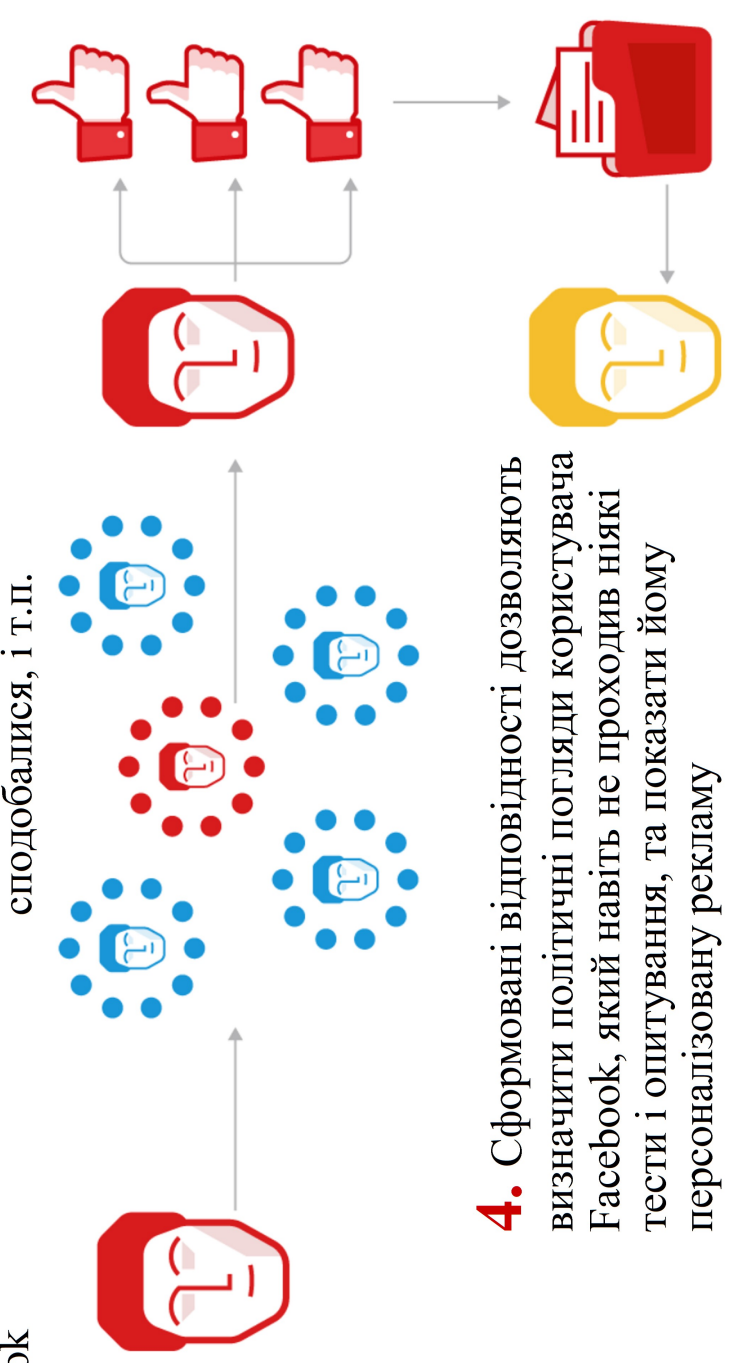 ok
сподобалися, і т.п.
4. Сформовані відповідності дозволяють
визначити політичні погляди користувача
Facebook, який навіть не проходив ніякі
тести і опитування, та показати йому
персоналізовану рекламу